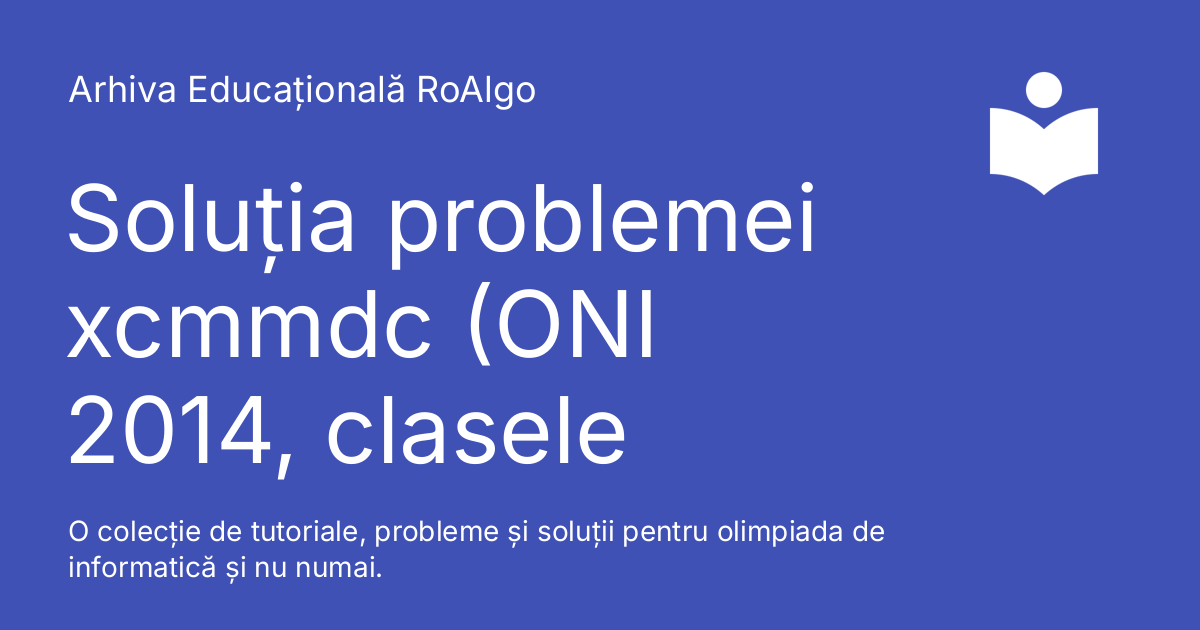 Arhiva Educațională RoAlgo
Soluția problemei
xcmmdc (ONI
2014, clasele
O colecție de tutoriale, probleme și soluții pentru olimpiada de
informatică și nu numai.